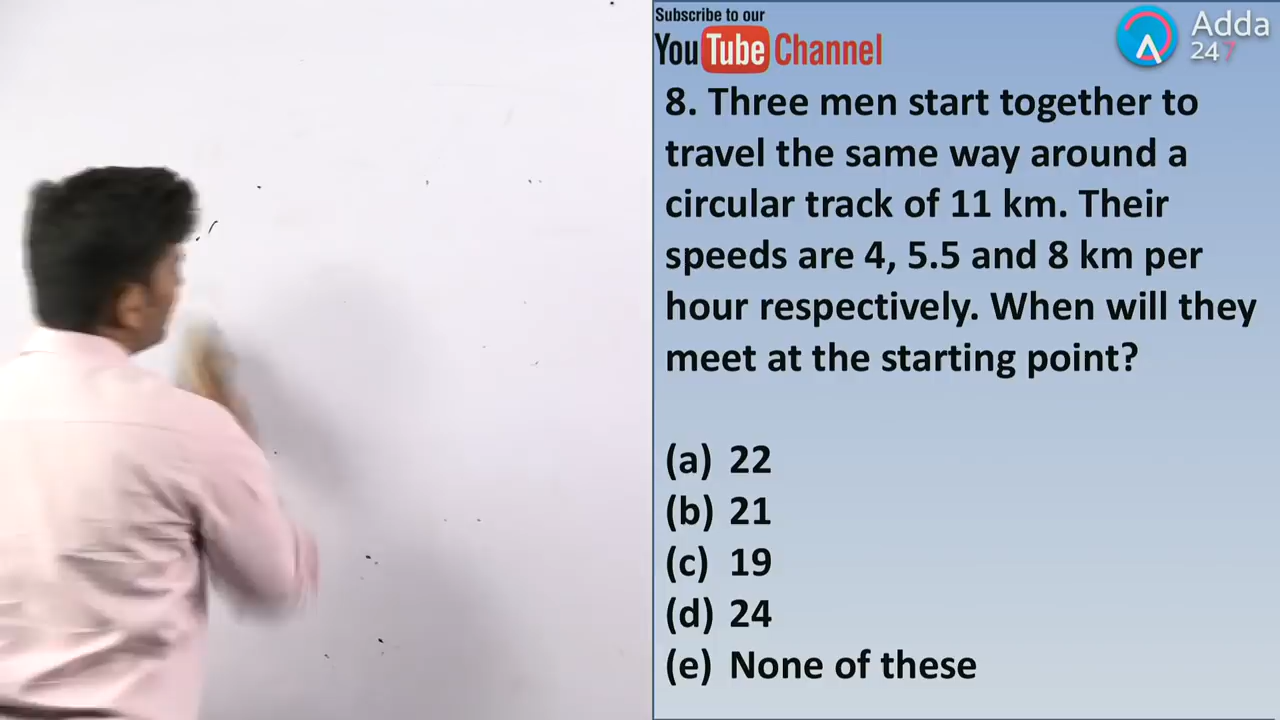 Subscribe to our
YouTube Channel
Adda
247
8. Three men start together to
travel the same way around a
circular track of 11 km. Their
speeds are 4, 5.5 and 8 km per
hour respectively. When will they
meet at the starting point?
(a) 22
(b) 21
(c) 19
(d) 24
(e) None of these